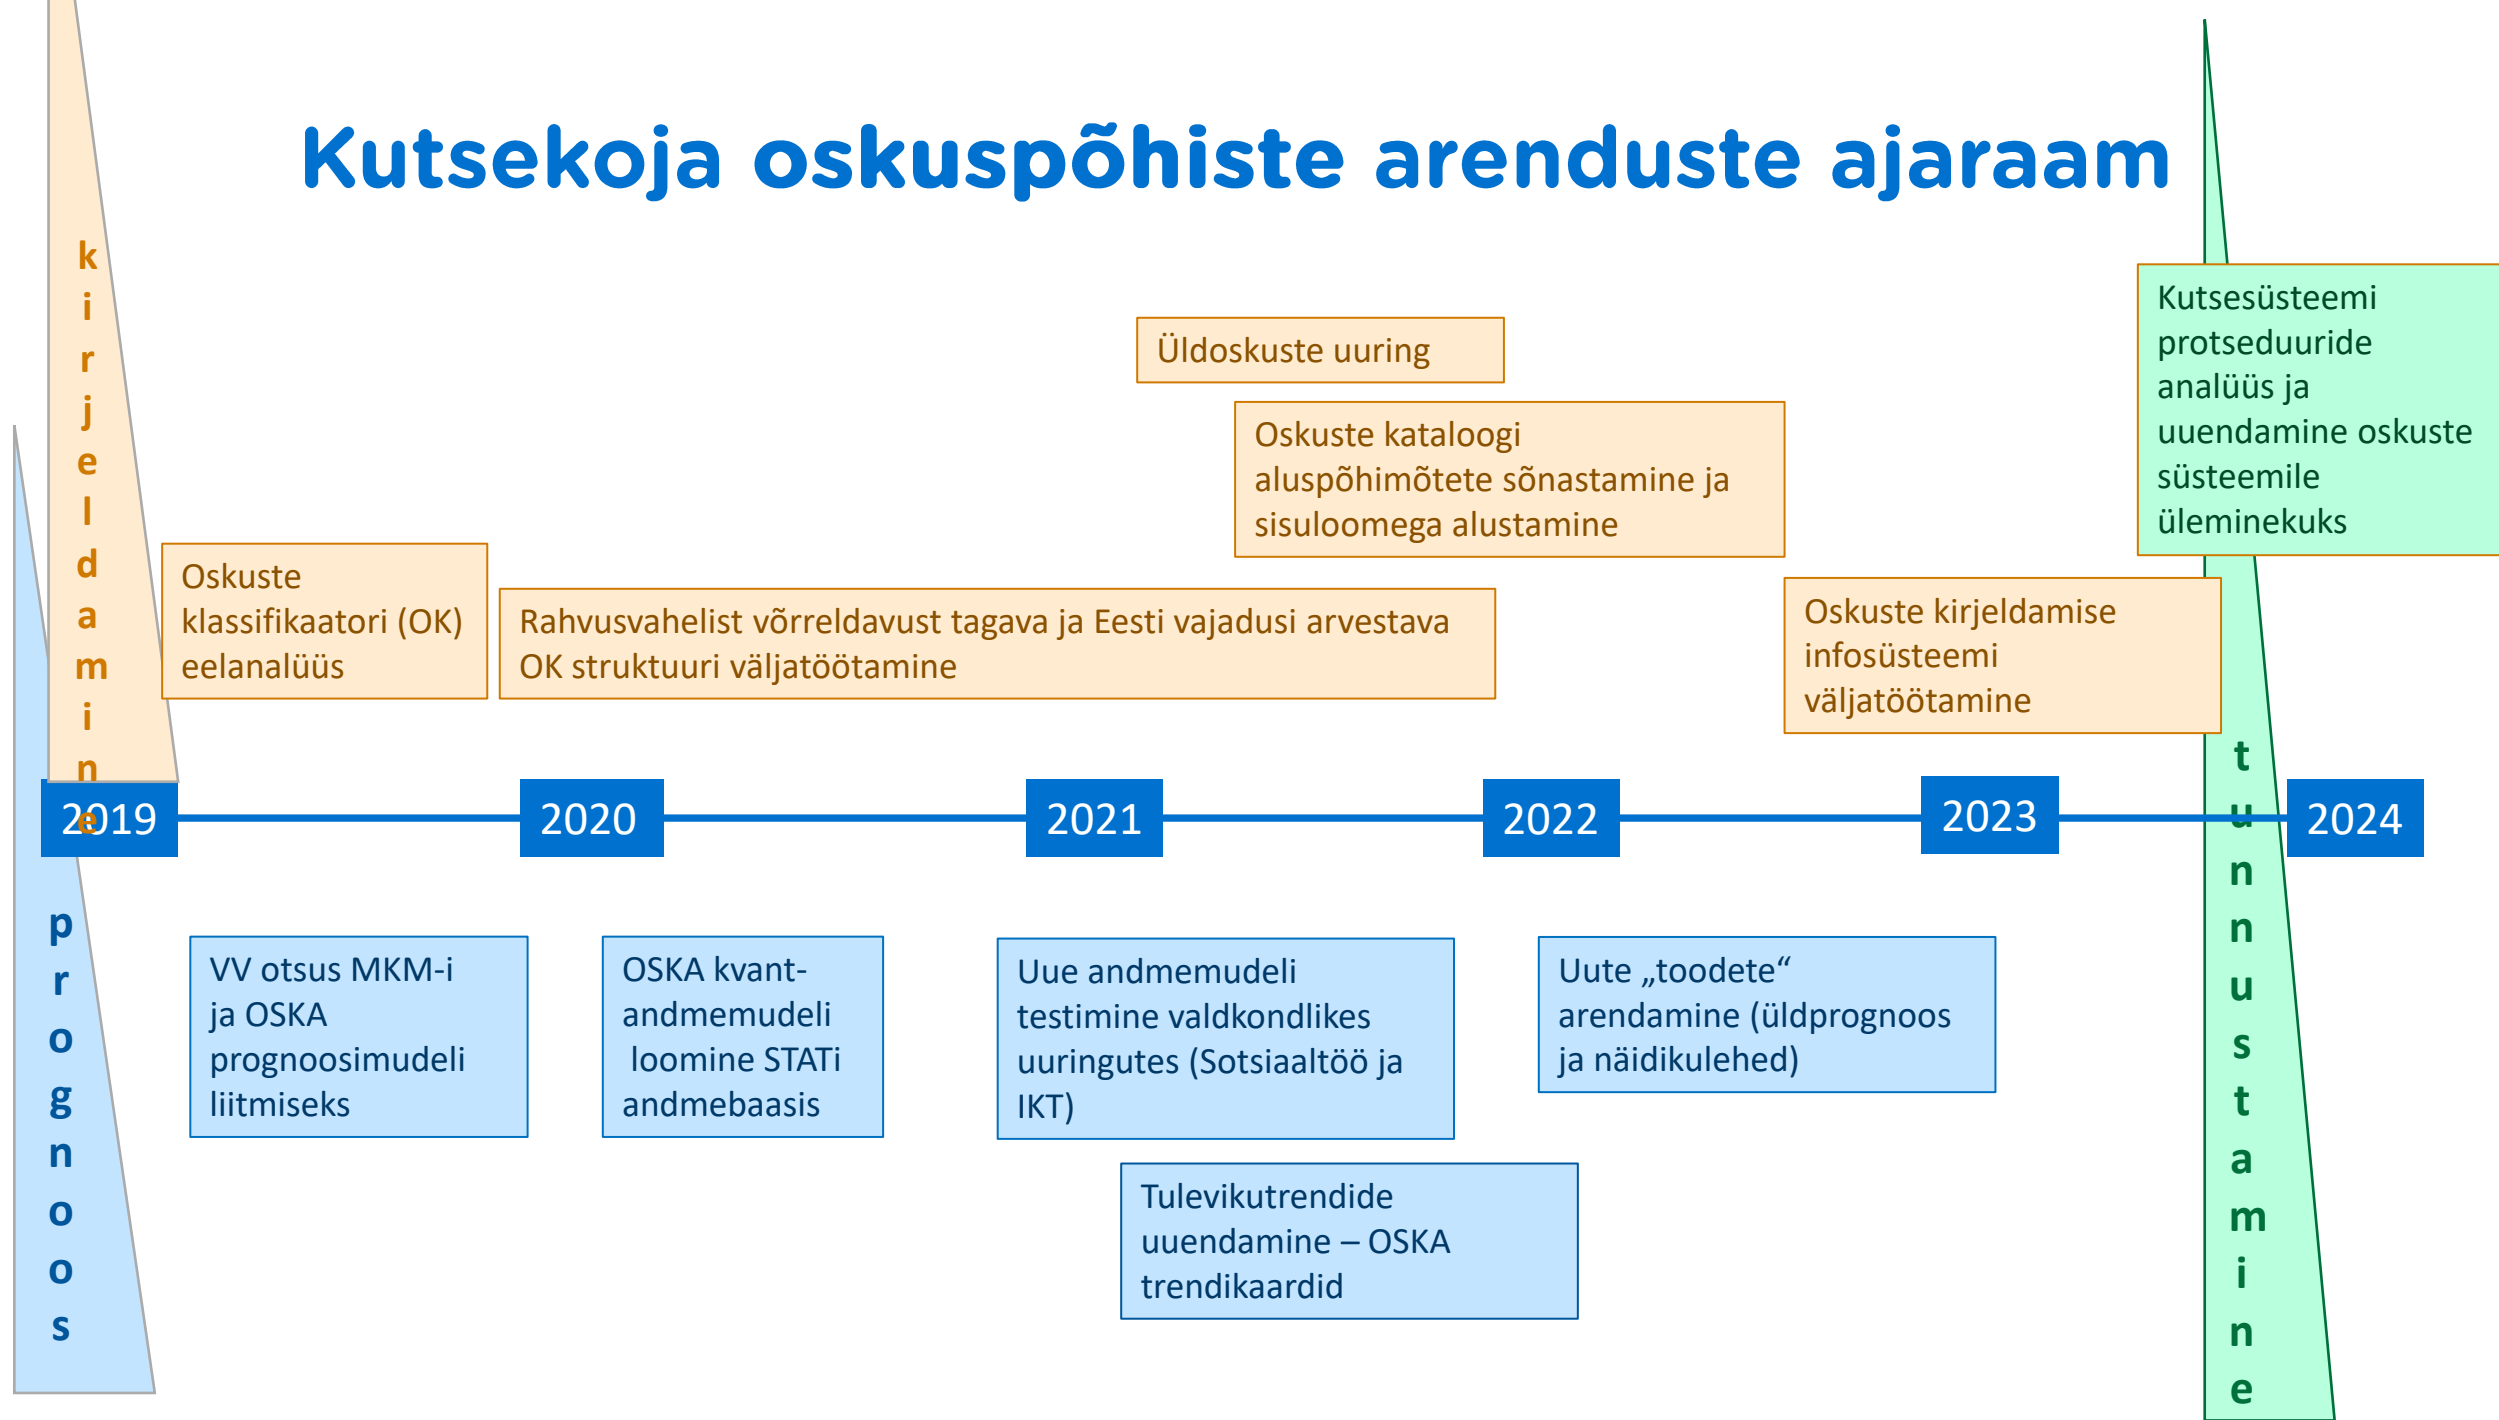 Kutsekoja oskuspõhiste arenduste ajaraam
kirjeldamine
Üldoskuste uuring
Oskuste kataloogi
aluspõhimõtete sõnastamine ja
sisuloomega alustamine
Kutsesüsteemi
protseduuride
analüüs ja
uuendamine oskuste
süsteemile
üleminekuks
Oskuste
klassifikaatori (OK)
eelanalüüs
Rahvusvahelist võrreldavust tagava ja Eesti vajadusi arvestava
OK struktuuri väljatöötamine
Oskuste kirjeldamise
infosüsteemi
väljatöötamine
2019
2020
2021
2022
2023
2024
prognoos
VV otsus MKM-i
ja OSKA
prognoosimudeli
liitmiseks
OSKA kvant-
andmemudeli
loomine STATi
andmebaasis
Uue andmemudeli
testimine valdkondlikes
uuringutes (Sotsiaaltöö ja
IKT)
Uute „toodete“
arendamine (üldprognoos
ja näidikulehed)
Tulevikutrendide
uuendamine – OSKA
trendikaardid
tunnustamine